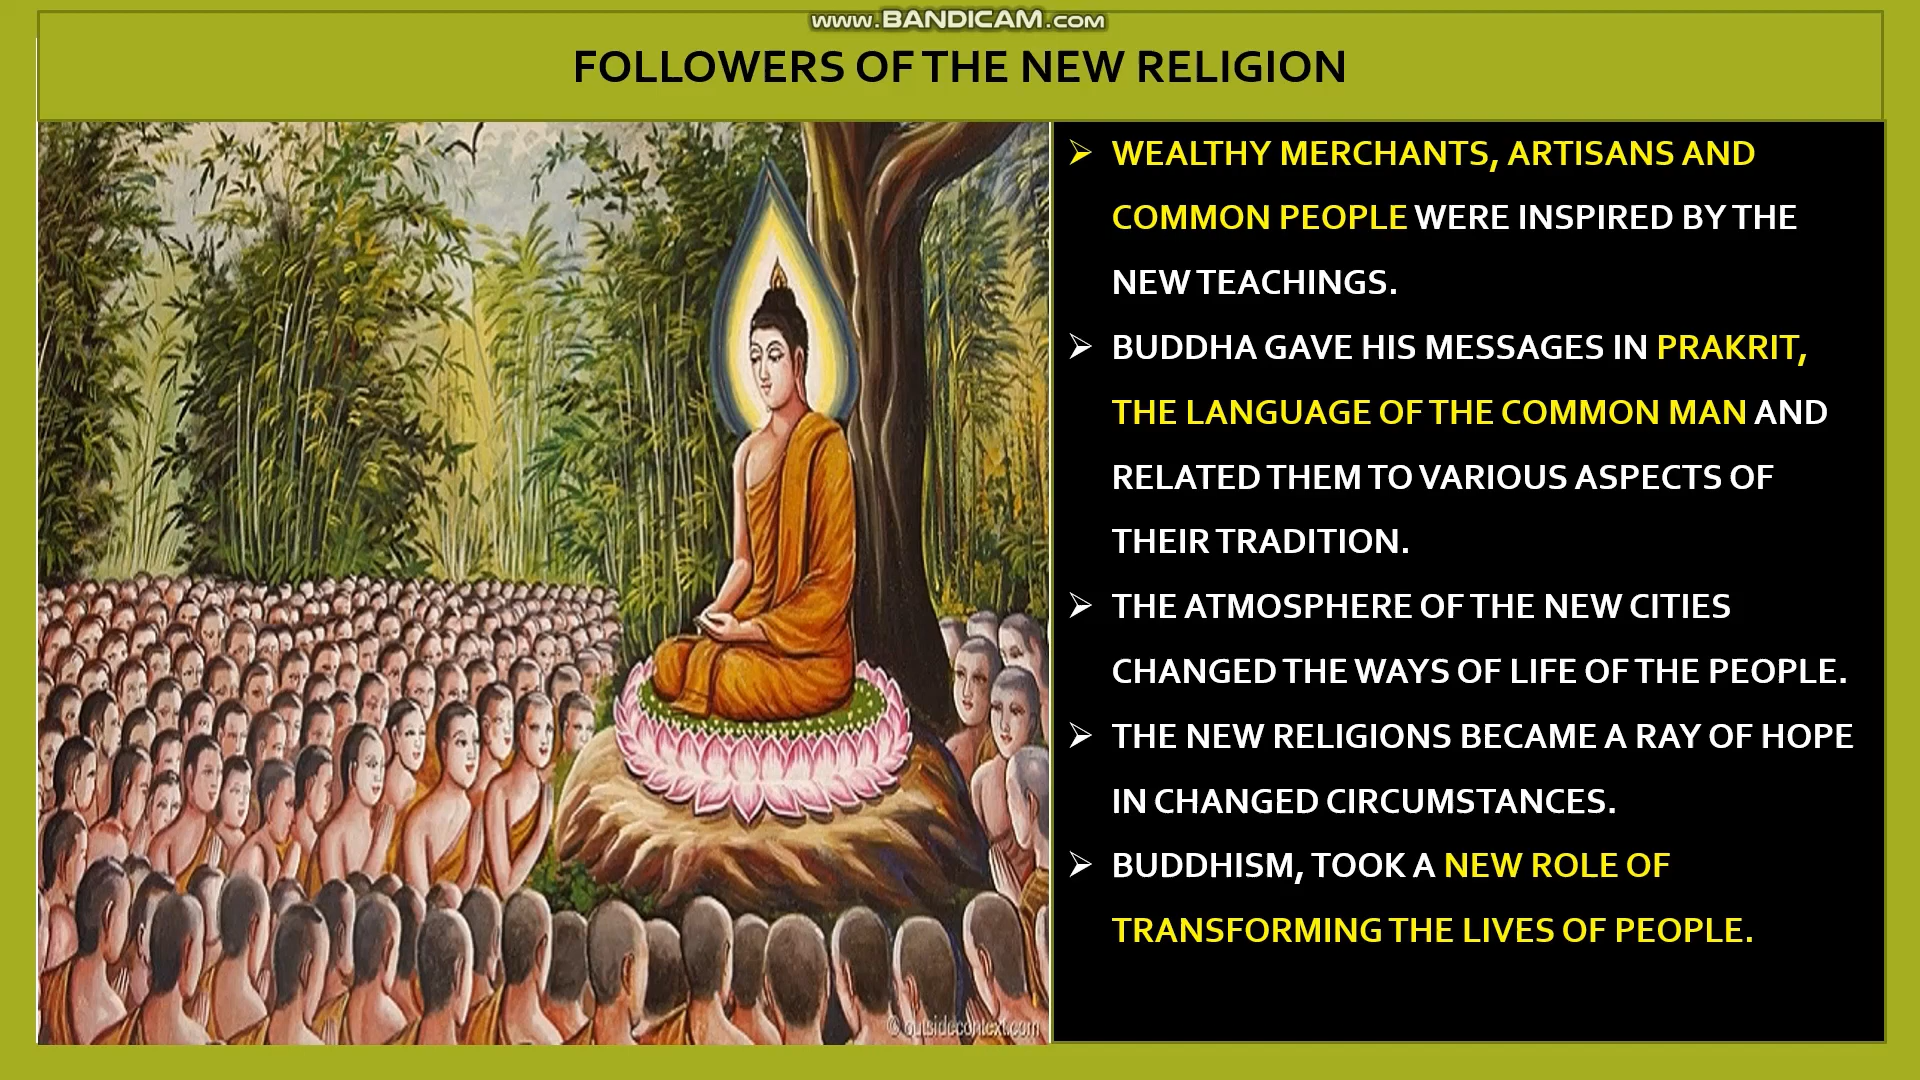 www.BANDICAM.com
FOLLOWERS OF THE NEW RELIGION
➢ WEALTHY MERCHANTS, ARTISANS AND
COMMON PEOPLE WERE INSPIRED BY THE
NEW TEACHINGS.
➢ BUDDHA GAVE HIS MESSAGES IN PRAKRIT,
THE LANGUAGE OF THE COMMON MAN AND
RELATED THEM TO VARIOUS ASPECTS OF
THEIR TRADITION.
➢ THE ATMOSPHERE OF THE NEW CITIES
CHANGED THE WAYS OF LIFE OF THE PEOPLE.
➢ THE NEW RELIGIONS BECAME A RAY OF HOPE
IN CHANGED CIRCUMSTANCES.
➢ BUDDHISM, TOOK A NEW ROLE OF
TRANSFORMING THE LIVES OF PEOPLE.
© outsidecontext.com